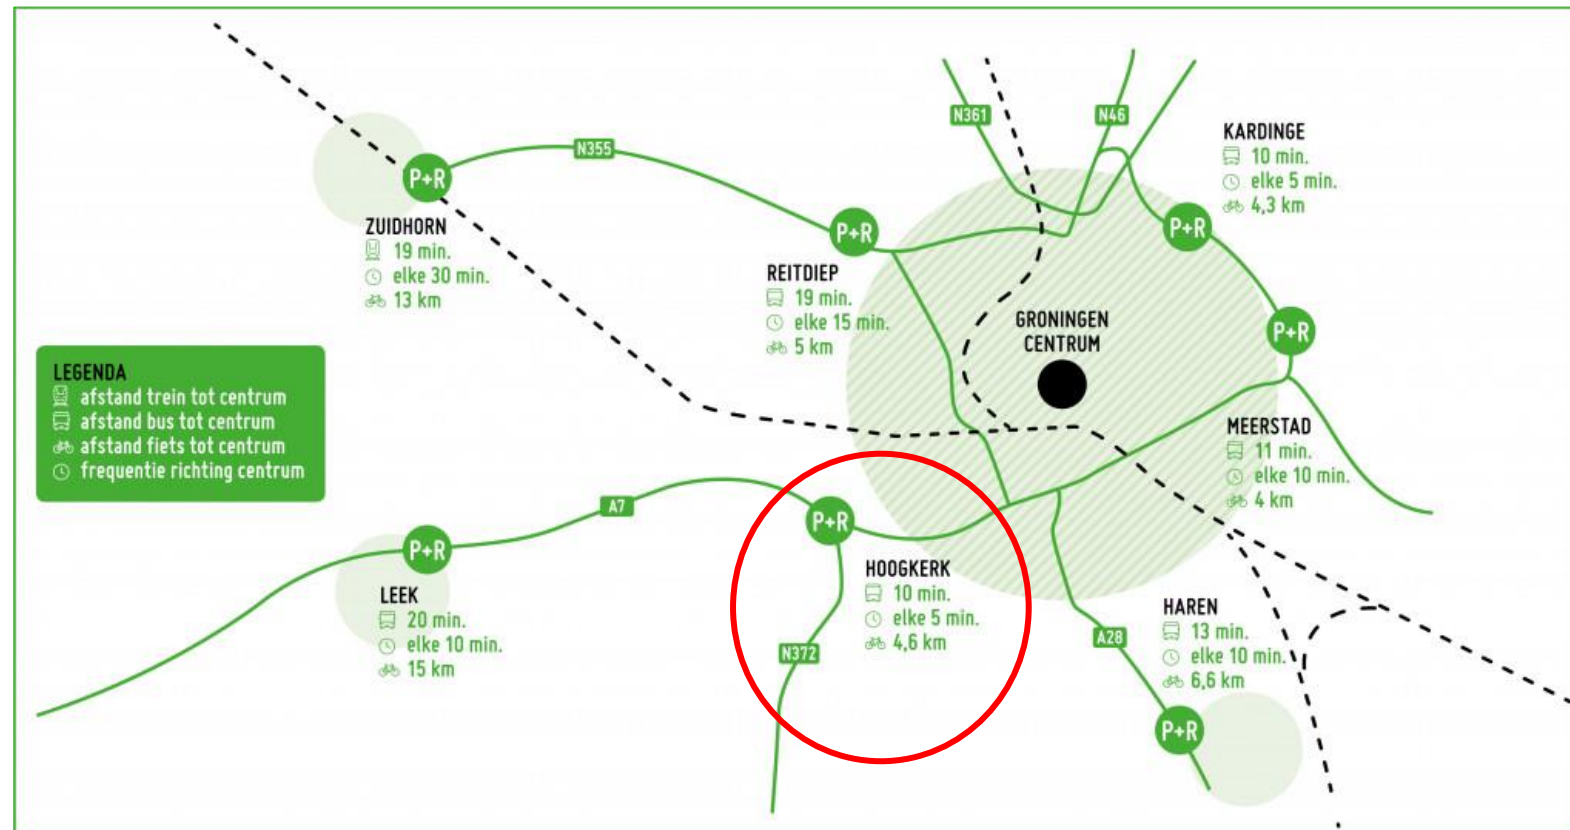 N361
N46
KARDINGE
10 min.
elke 5 min.
4,3 km
N355
P+R
ZUIDHORN
19 min.
elke 30 min.
13 km
P+R
REITDIEP
19 min.
elke 15 min.
5 km
P+R
GRONINGEN
CENTRUM
P+R
LEGENDA
afstand trein tot centrum
afstand bus tot centrum
afstand fiets tot centrum
frequentie richting centrum
MEERSTAD
11 min.
elke 10 min.
4 km
A7
P+R
HOOGKERK
10 min.
elke 5 min.
4,6 km
P+R
LEEK
20 min.
elke 10 min.
15 km
N372
A28
HAREN
13 min.
elke 10 min.
6,6 km
P+R